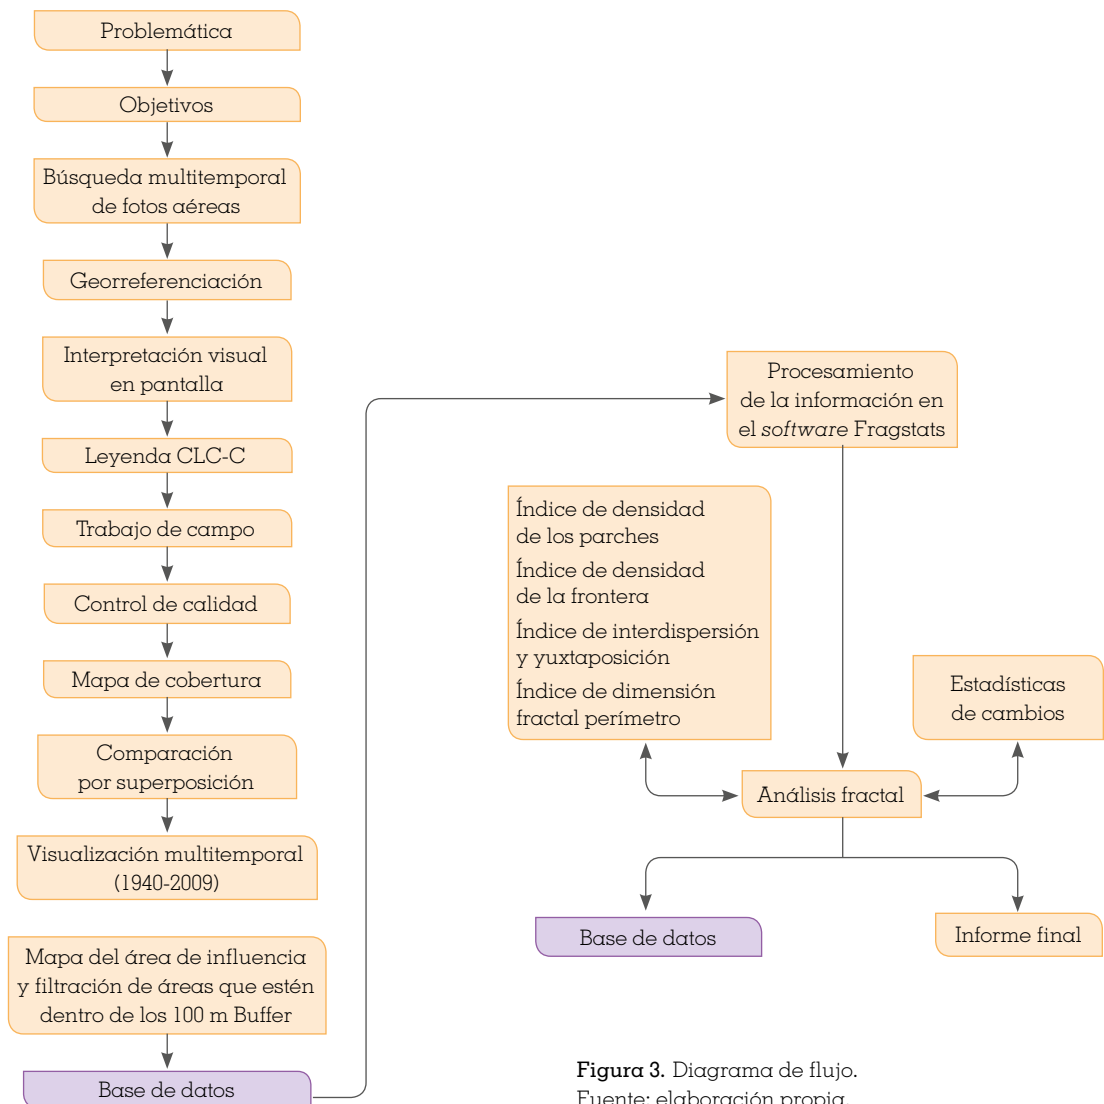 Problemática
Objetivos
Búsqueda multitemporal
de fotos aéreas
Georreferenciación
Interpretación visual
en pantalla
Leyenda CLC-C
Trabajo de campo
Control de calidad
Mapa de cobertura
Comparación
por superposición
Visualización multitemporal
(1940-2009)
Mapa del área de influencia
y filtración de áreas que estén
dentro de los 100 m Buffer
Base de datos
Procesamiento
de la información en
el software Fragstats
Índice de densidad
de los parches
Índice de densidad
de la frontera
Índice de interdispersión
y yuxtaposición
Índice de dimensión
fractal perímetro
Estadísticas
de cambios
Análisis fractal
Base de datos
Informe final
Figura 3. Diagrama de flujo.
Fuente: elaboración propia.